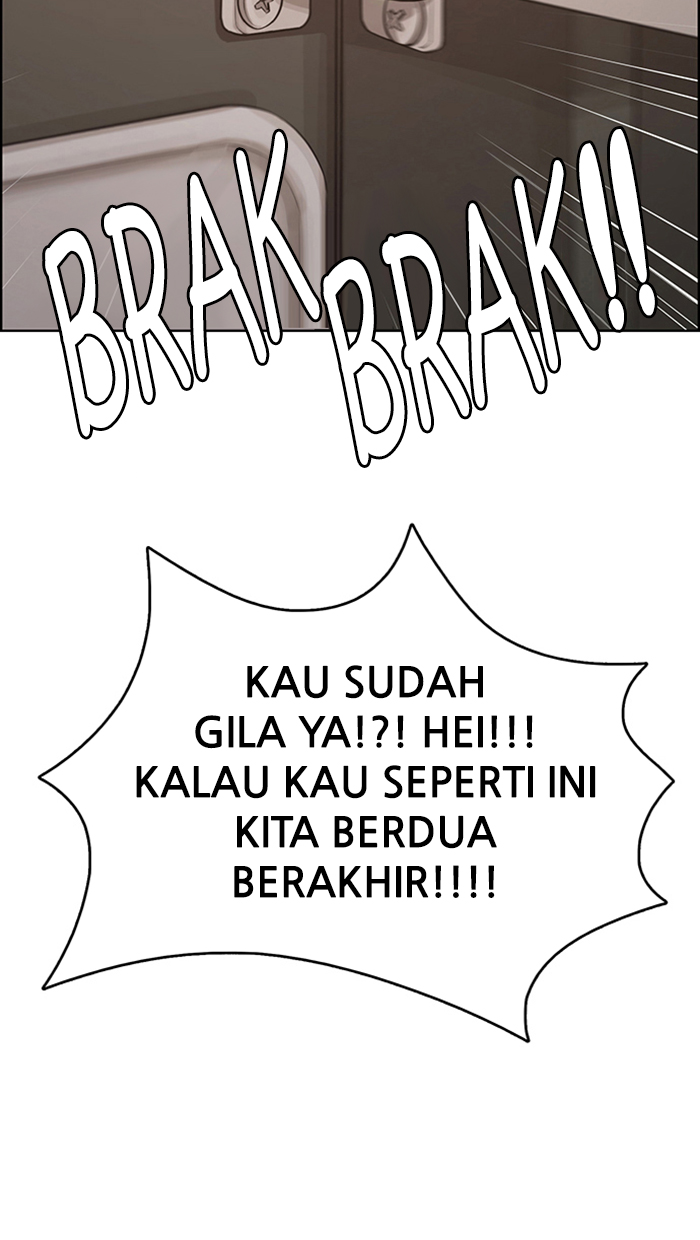 BRAK
BRAK!!
KAU SUDAH
GILA YA!?! HEI!!!
KALAU KAU SEPERTI INI
KITA BERDUA
BERAKHIR!!!!